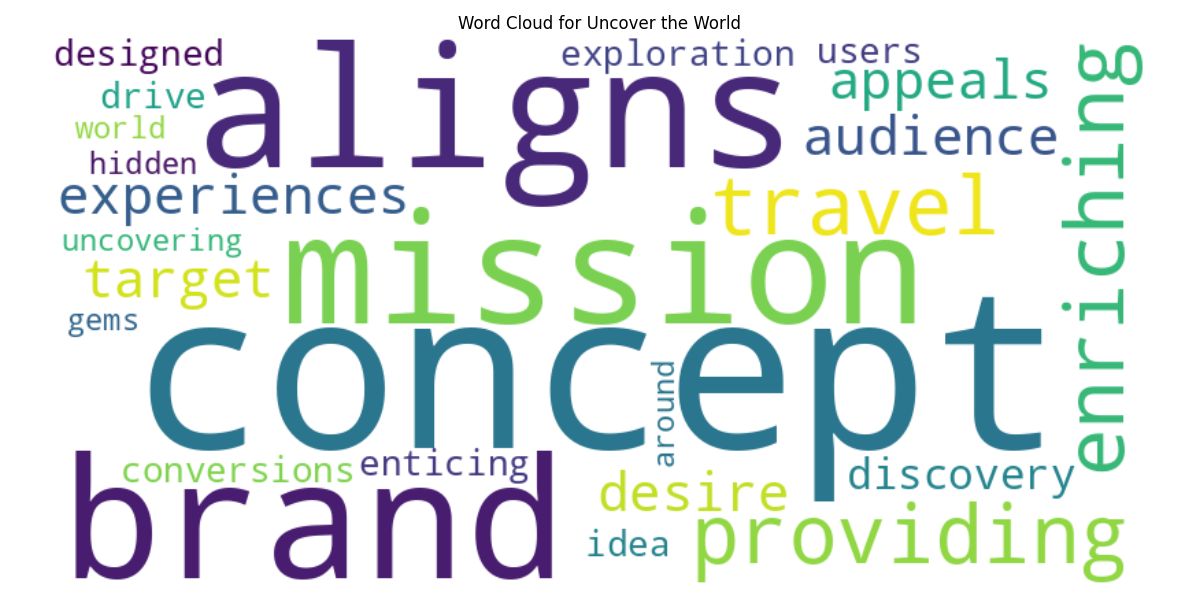 Word Cloud for Uncover the World
designed
exploration
users
aligns
drive
appeals
world
audience
hidden
enriching
experiences
travel
uncovering
mission
target
gems
concept
around
conversions
enticing
brand
desire
discovery
idea
providing